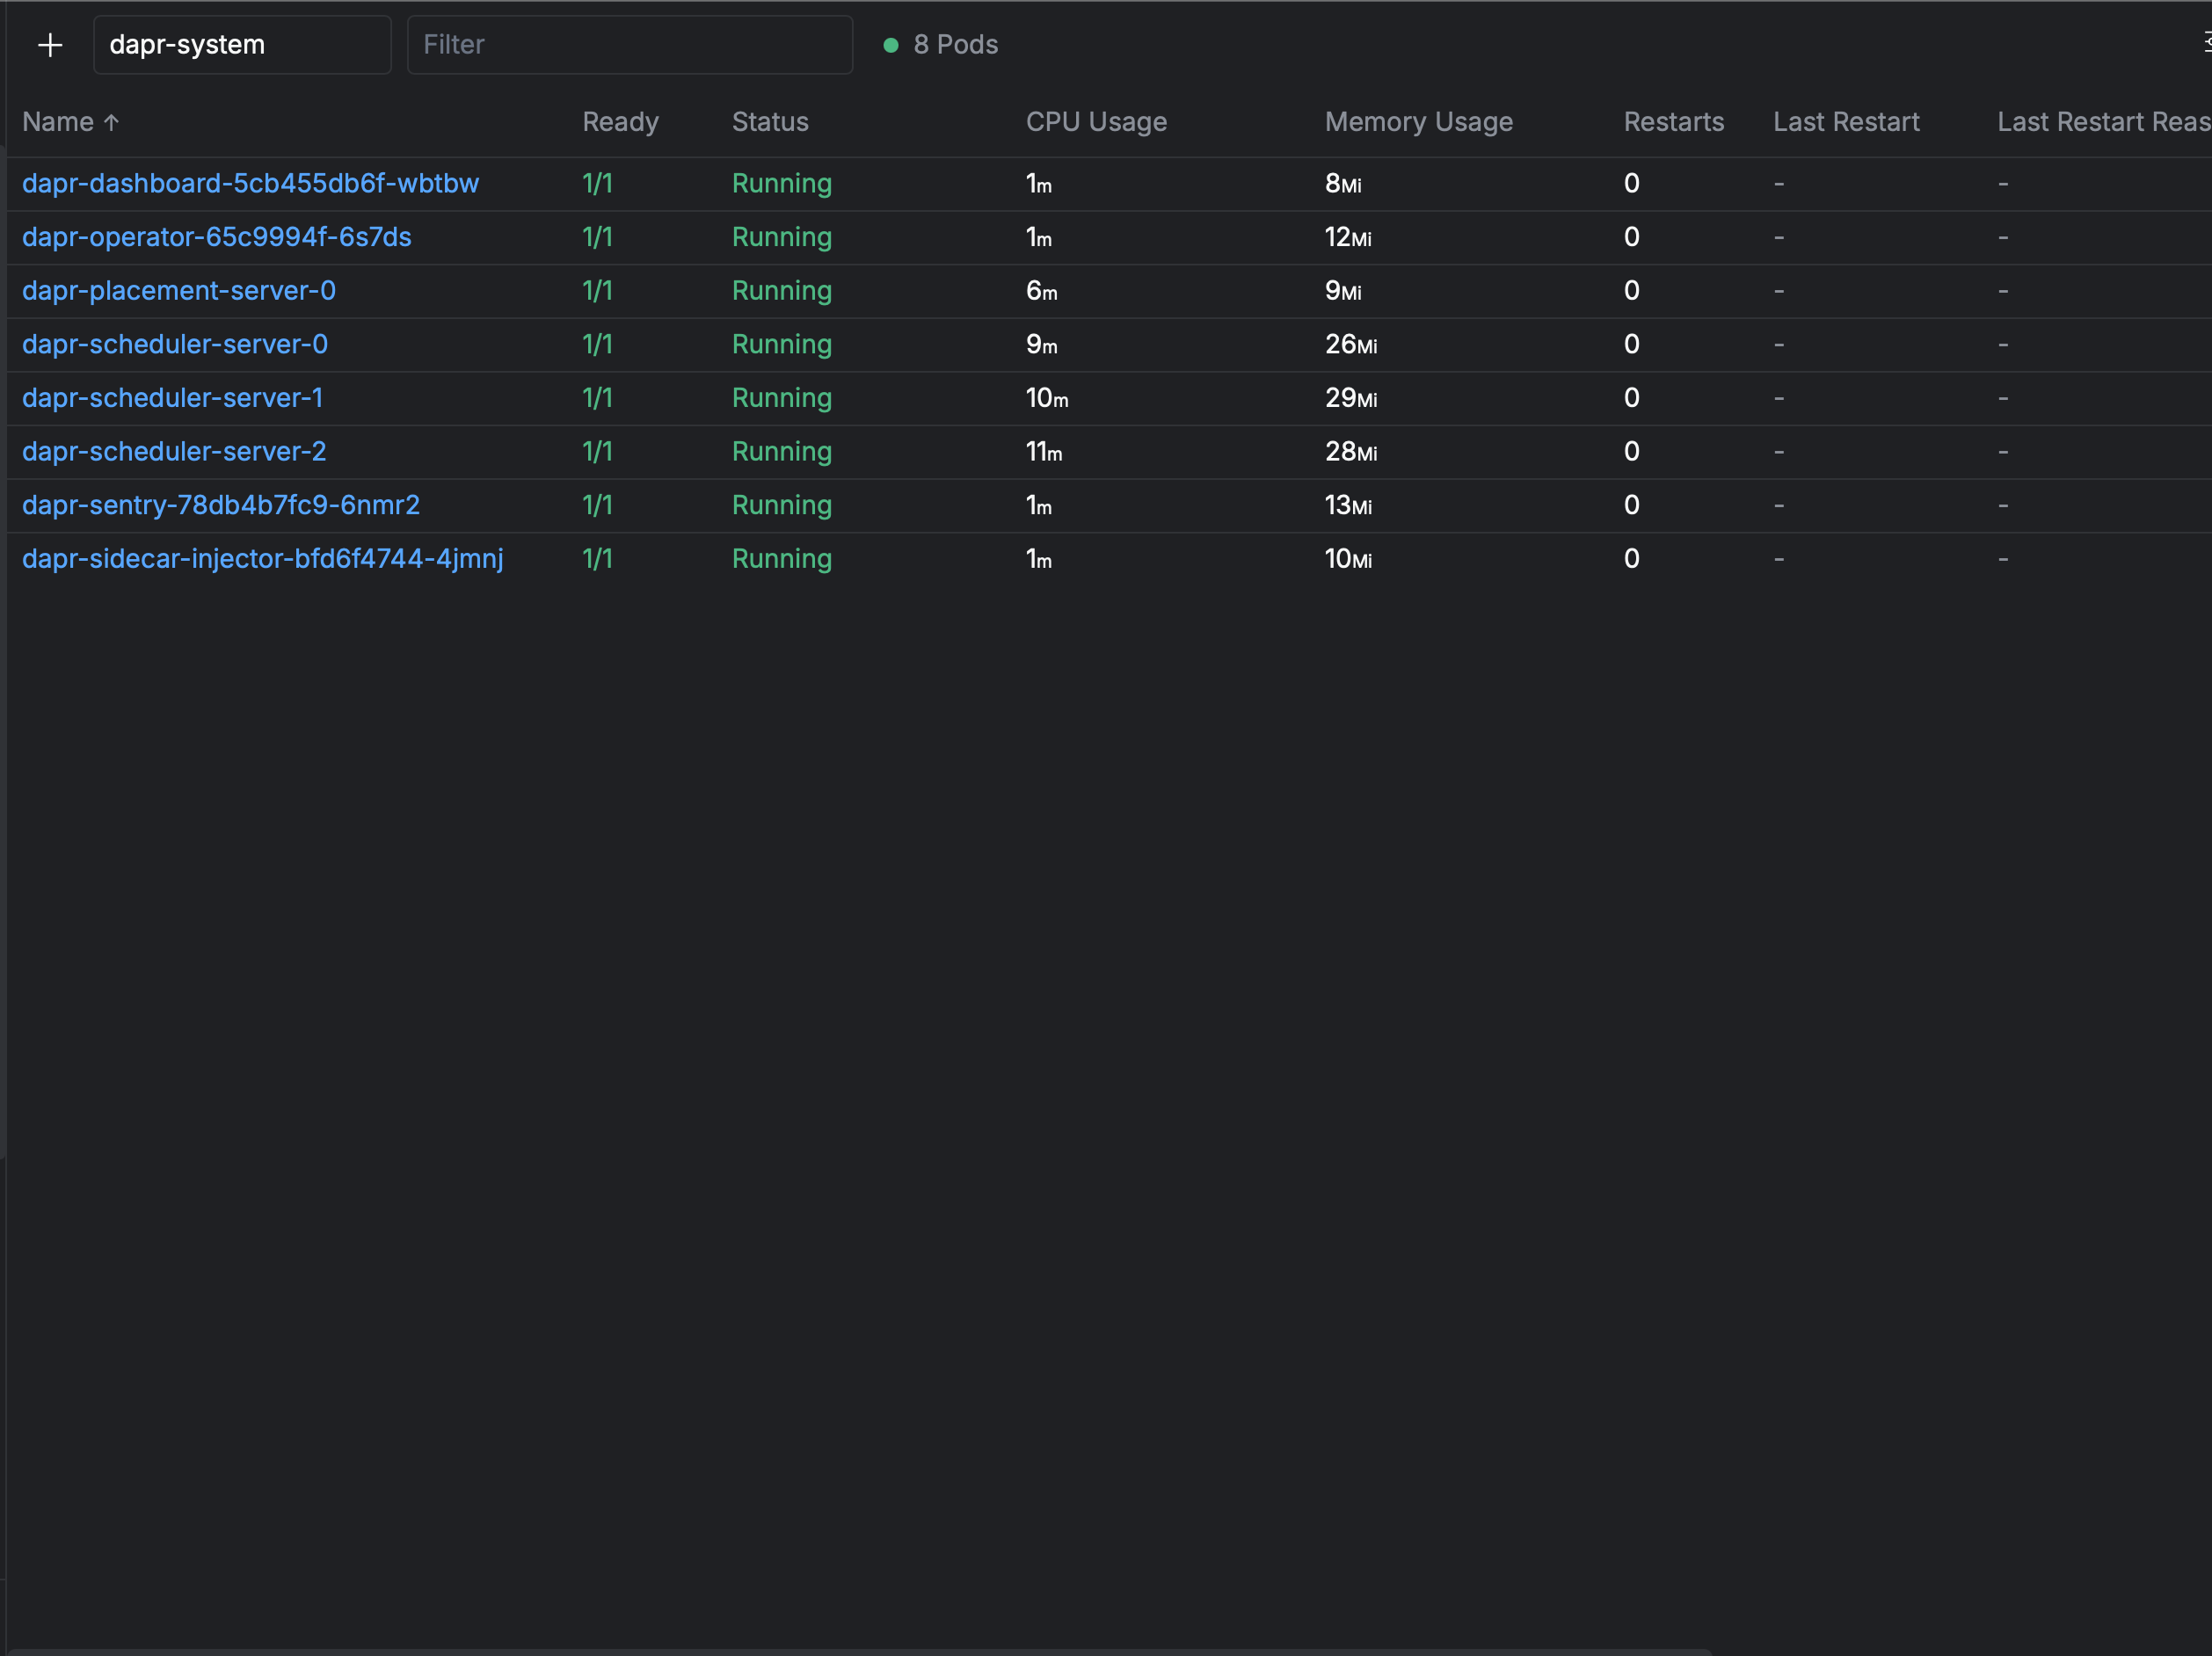 dapr-system Filter 8 Pods
Name ↑ Ready Status CPU Usage Memory Usage Restarts Last Restart Last Restart Reas
dapr-dashboard-5cb455db6f-wbtbw 1/1 Running 1m 8Mi 0 - -
dapr-operator-65c9994f-6s7ds 1/1 Running 1m 12Mi 0 - -
dapr-placement-server-0 1/1 Running 6m 9Mi 0 - -
dapr-scheduler-server-0 1/1 Running 9m 26Mi 0 - -
dapr-scheduler-server-1 1/1 Running 10m 29Mi 0 - -
dapr-scheduler-server-2 1/1 Running 11m 28Mi 0 - -
dapr-sentry-78db4b7fc9-6nmr2 1/1 Running 1m 13Mi 0 - -
dapr-sidecar-injector-bfd6f4744-4jmnj 1/1 Running 1m 10Mi 0 - -